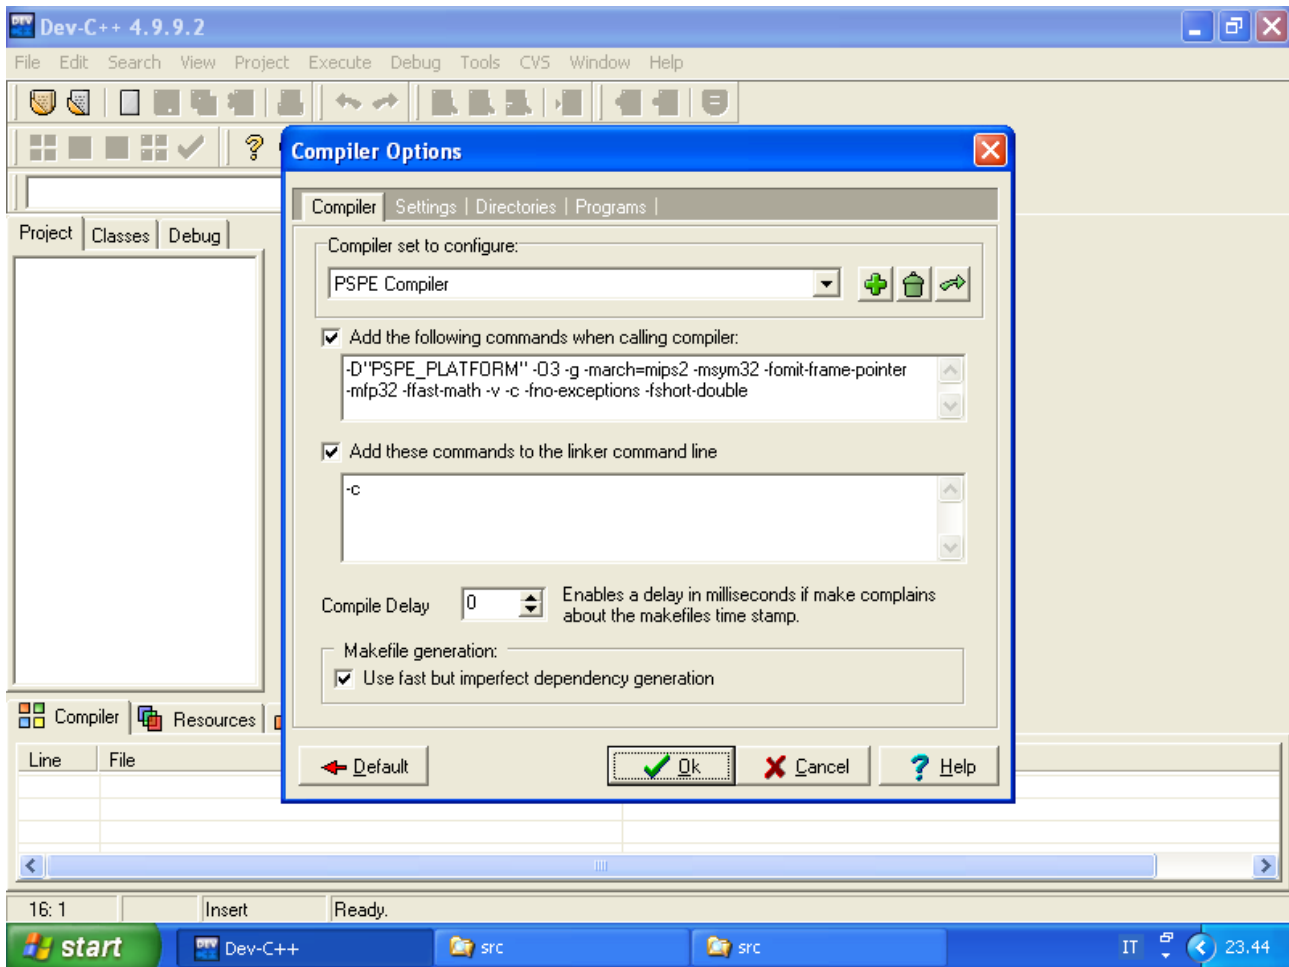 DEV Dev-C++ 4.9.9.2
File Edit Search View Project Execute Debug Tools CVS Window Help
Compiler Options
Compiler Settings | Directories | Programs |
Project Classes Debug
Compiler set to configure:
PSPE Compiler
Add the following commands when calling compiler:
-D"PSPE_PLATFORM" -O3 -g -march=mips2 -msym32 -fomit-frame-pointer
-mfp32 -ffast-math -v -c -fno-exceptions -fshort-double
Add these commands to the linker command line
-c
Compile Delay 0 Enables a delay in milliseconds if make complains
about the makefiles time stamp.
Makefile generation:
Use fast but imperfect dependency generation
Compiler Resources
Line File
Default Ok Cancel Help
16: 1 Insert Ready.
start DEV Dev-C++ src src IT 23.44